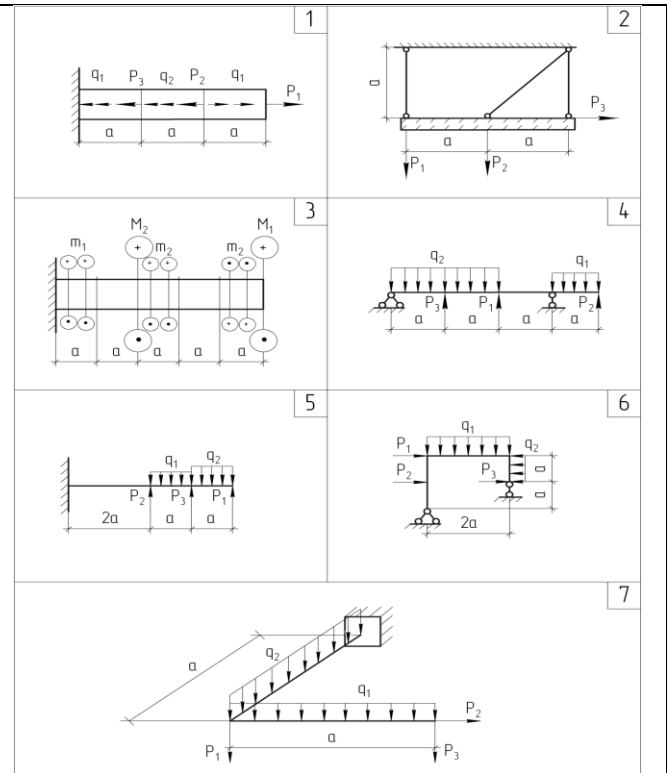 1
q₁ P₃ q₂ P₂ q₁ P₁
a a a
2
a
P₃
a a
P₁ P₂
3
M₂ M₁
m₁ m₂ m₂
a a a a a
4
q₂ q₁
P₃ P₁ P₂
a a a a
5
q₁ q₂
P₂ P₃ P₁
2a a a
6
q₁
P₁ q₂
P₂ P₃ a
a
2a
7
q₂
a
q₁
P₂
a
P₁ P₃